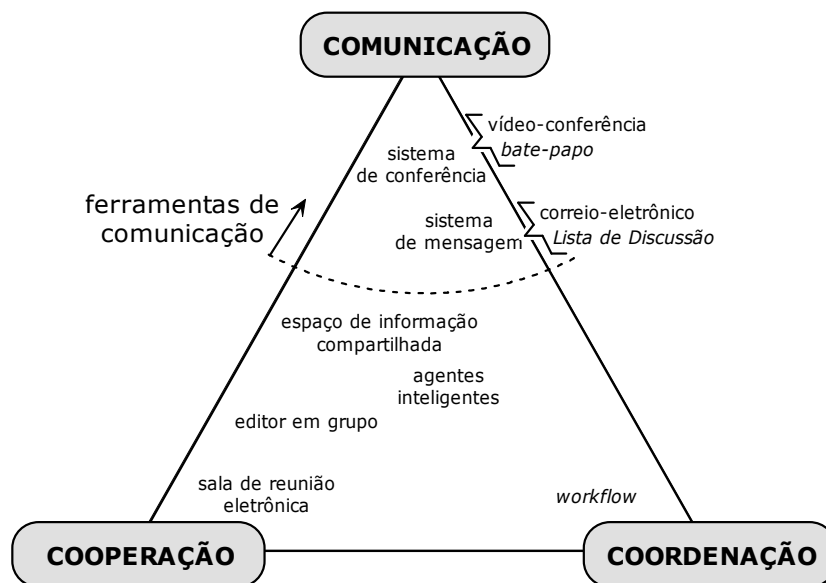 COMUNICAÇÃO
vídeo-conferência
bate-papo
sistema
de conferência
ferramentas de
comunicação
correio-eletrônico
Lista de Discussão
sistema
de mensagem
espaço de informação
compartilhada
agentes
inteligentes
editor em grupo
sala de reunião
eletrônica
workflow
COOPERAÇÃO
COORDENAÇÃO